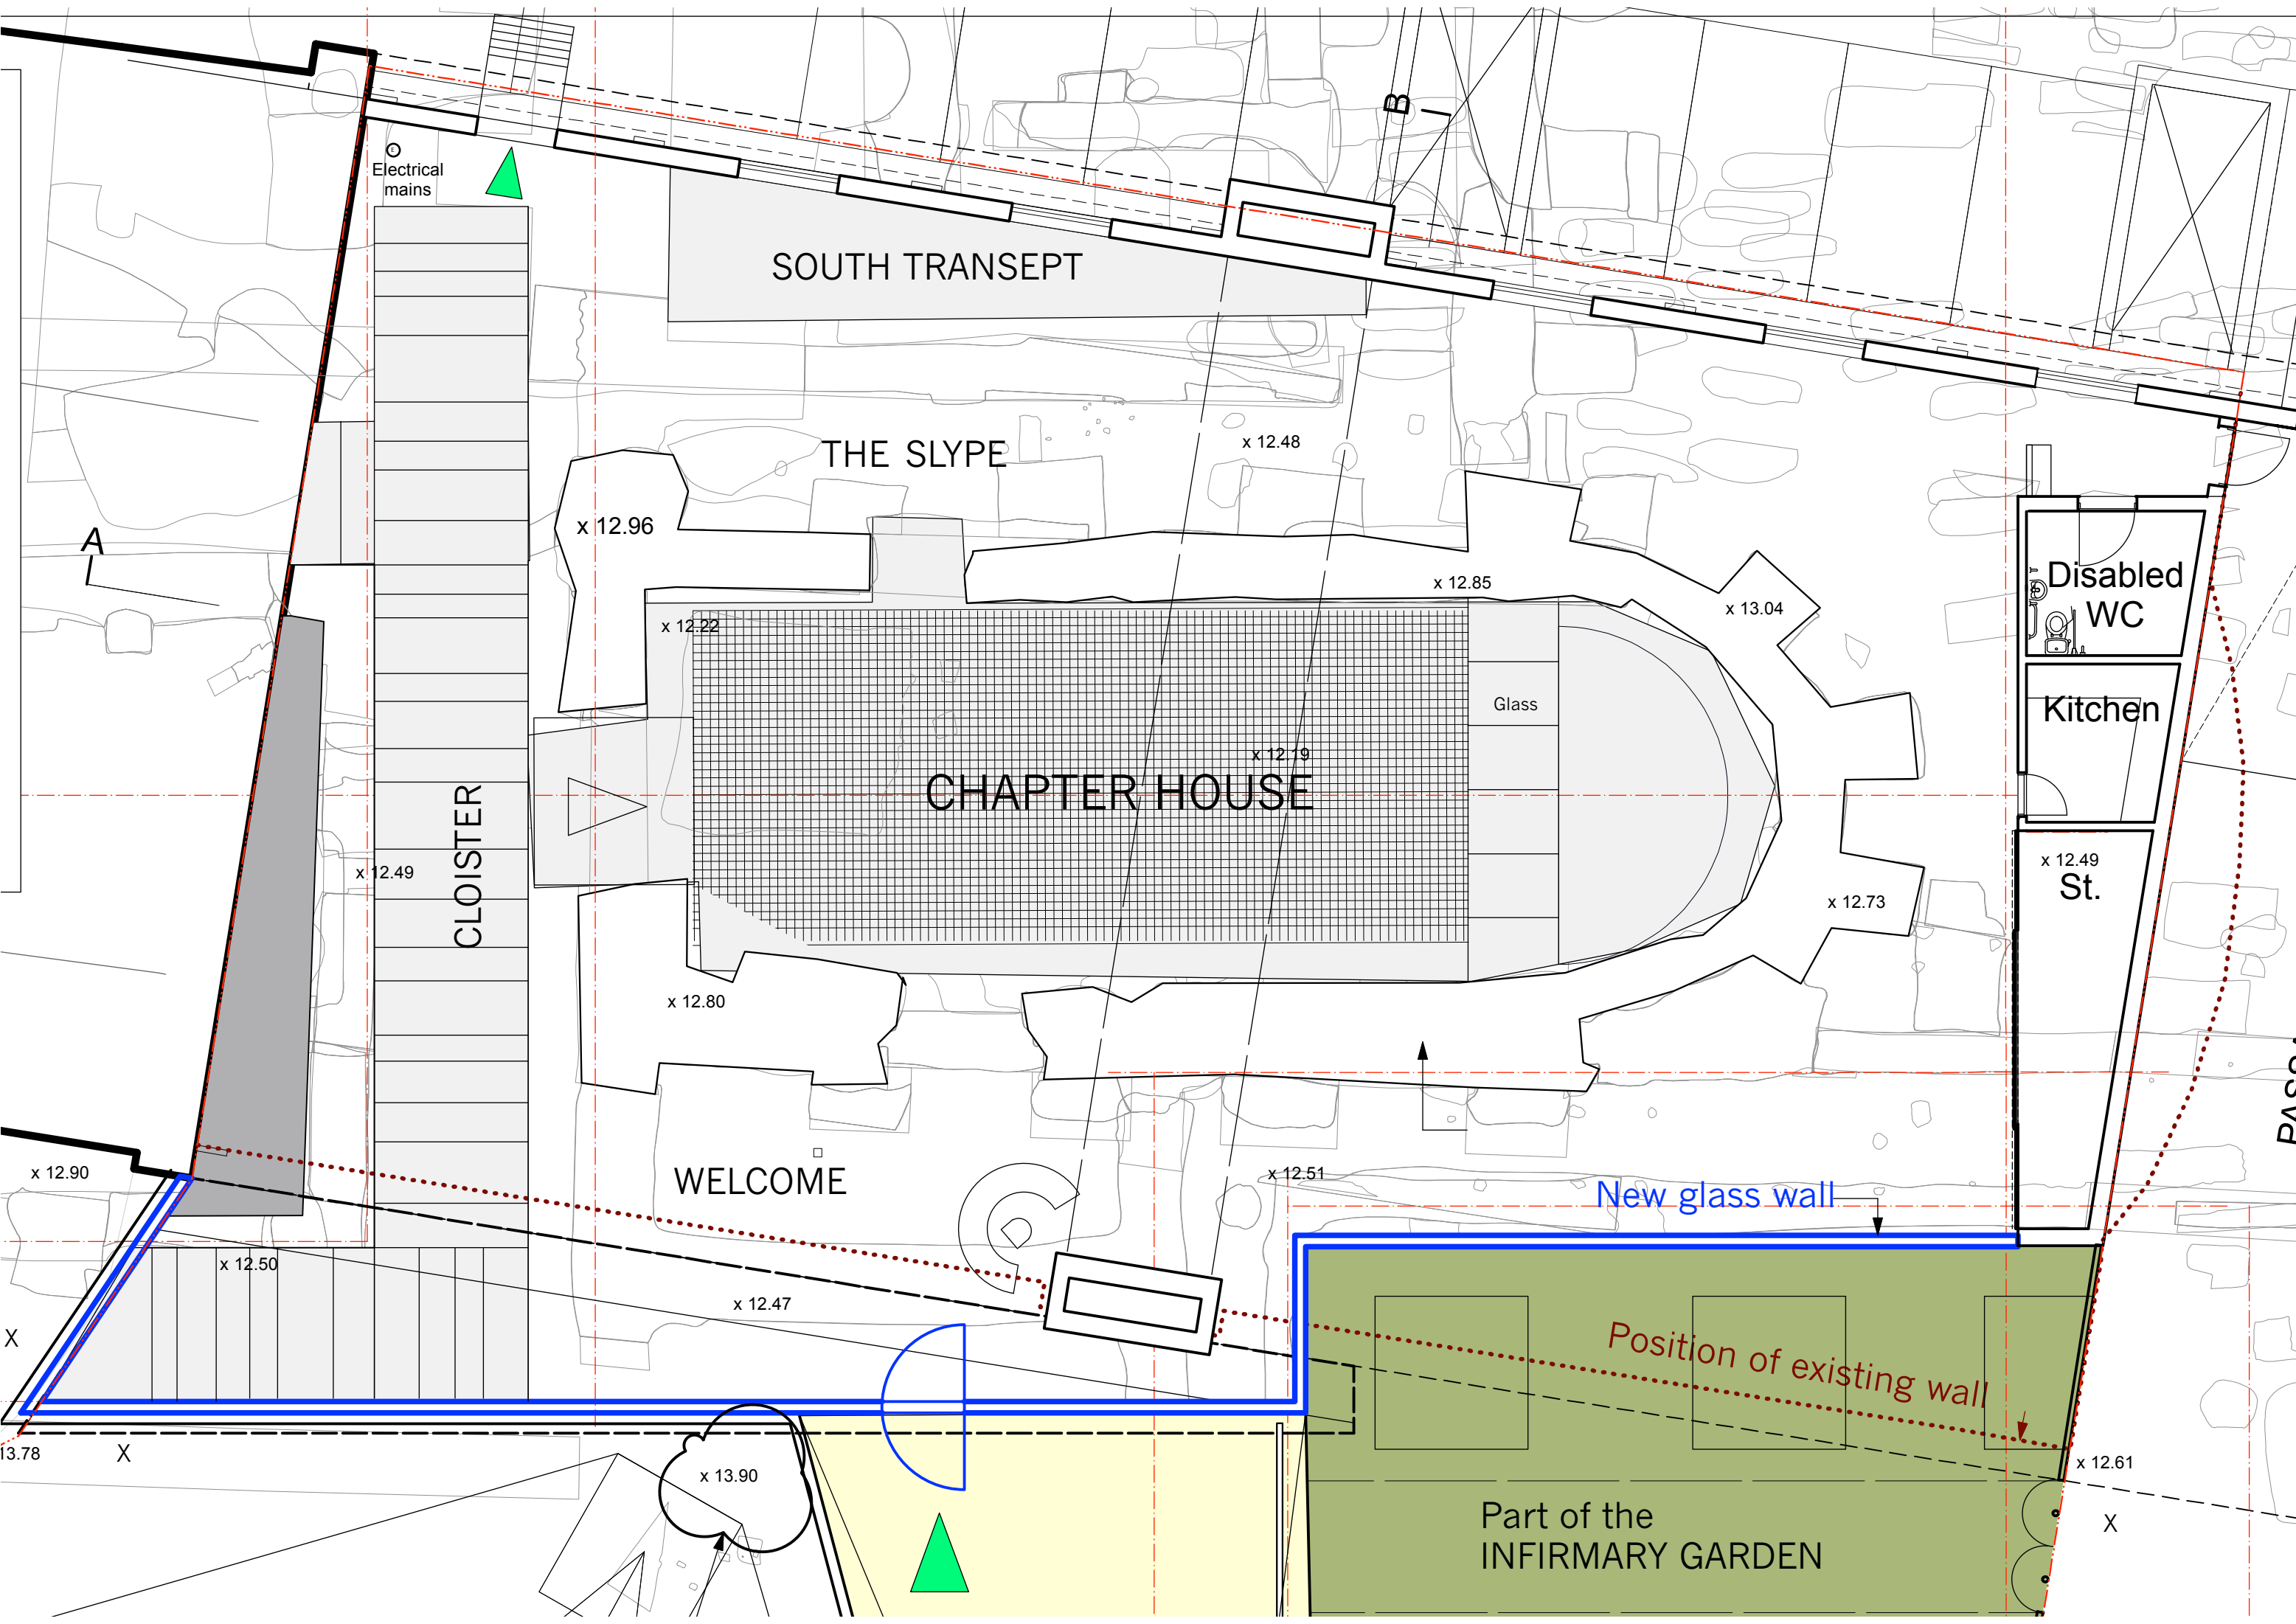 B
E
Electrical
mains
SOUTH TRANSEPT
THE SLYPE
x 12.48
x 12.96
A
x 12.85
Disabled
WC
x 13.04
x 12.22
Glass
Kitchen
x 12.19
CHAPTER HOUSE
CLOISTER
x 12.49
x 12.49
St.
x 12.73
x 12.80
x 12.90
WELCOME
x 12.51
New glass wall
x 12.50
x 12.47
X
Position of existing wall
13.78
X
x 13.90
x 12.61
Part of the
INFIRMARY GARDEN
X